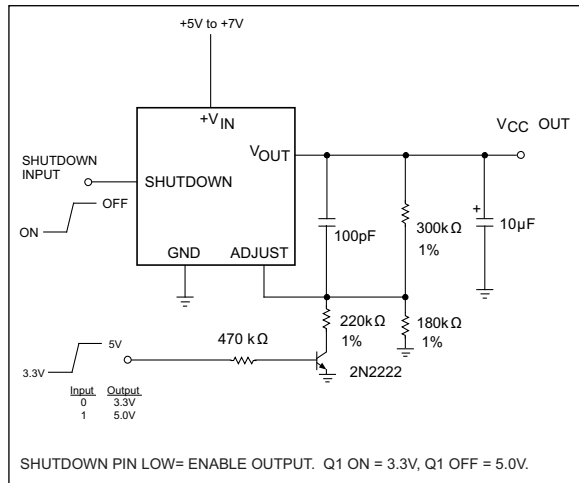 +5V to +7V
+VIN
VCC OUT
VOUT
SHUTDOWN
INPUT
SHUTDOWN
OFF
ON
+
100pF
300kΩ
1%
10µF
GND
ADJUST
470 kΩ
220kΩ
1%
180kΩ
1%
5V
3.3V
2N2222
Input Output
0 3.3V
1 5.0V
SHUTDOWN PIN LOW= ENABLE OUTPUT. Q1 ON = 3.3V, Q1 OFF = 5.0V.